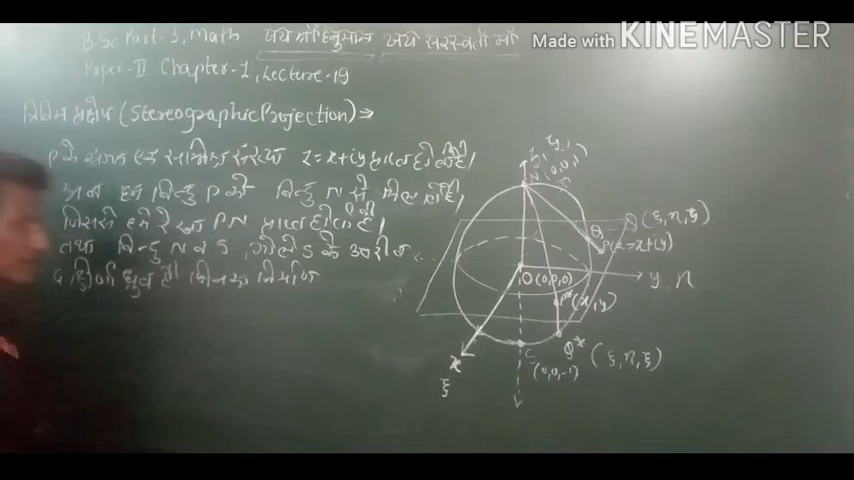 B.Sc Part-3, Math जय श्री हनुमान जय सरस्वती माँ
Made with KINEMASTER
Paper-II Chapter-1, Lecture-19
(Stereographic Projection) ⇒
P के संगत एक सम्मिश्र संख्या z = x+iy प्राप्त होती है।
अब हम बिन्दु P को बिन्दु N से मिलाते हैं,
जिससे हमें रेखा PN प्राप्त होती है।
तथा बिन्दु N व S, गोले S के उत्तरी व
दक्षिणी ध्रुव हैं। जिनका निर्माण
N (0,0,1)
Q (ξ, η, ξ)
P(z=x+iy)
O (0,0,0)
y, η
P* (x, y)
x
ξ
Q* (ξ, η, ξ)
(0,0,-1)